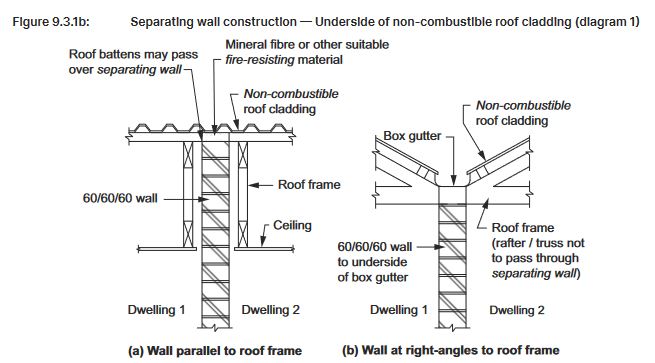 Figure 9.3.1b: Separating wall construction — Underside of non-combustible roof cladding (diagram 1)
Roof battens may pass
over separating wall
Mineral fibre or other suitable
fire-resisting material
Non-combustible
roof cladding
60/60/60 wall
Roof frame
Ceiling
Dwelling 1
Dwelling 2
(a) Wall parallel to roof frame
Box gutter
Non-combustible
roof cladding
60/60/60 wall
to underside
of box gutter
Roof frame
(rafter / truss not
to pass through
separating wall)
Dwelling 1
Dwelling 2
(b) Wall at right-angles to roof frame